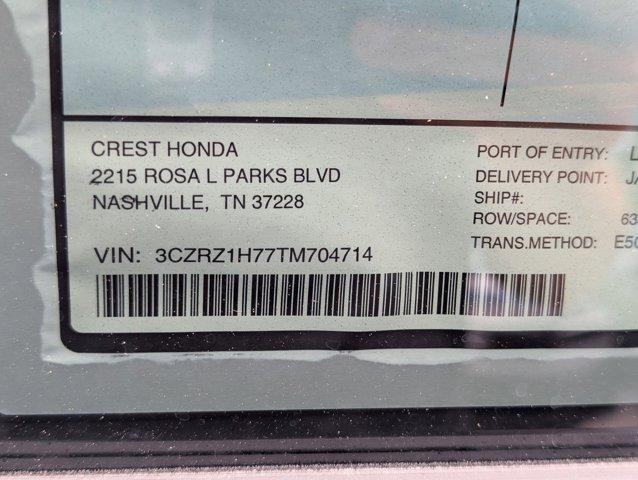 CREST HONDA
2215 ROSA L PARKS BLVD
NASHVILLE, TN 37228
VIN: 3CZRZ1H77TM704714
PORT OF ENTRY:
DELIVERY POINT:
SHIP#:
ROW/SPACE:
TRANS.METHOD: